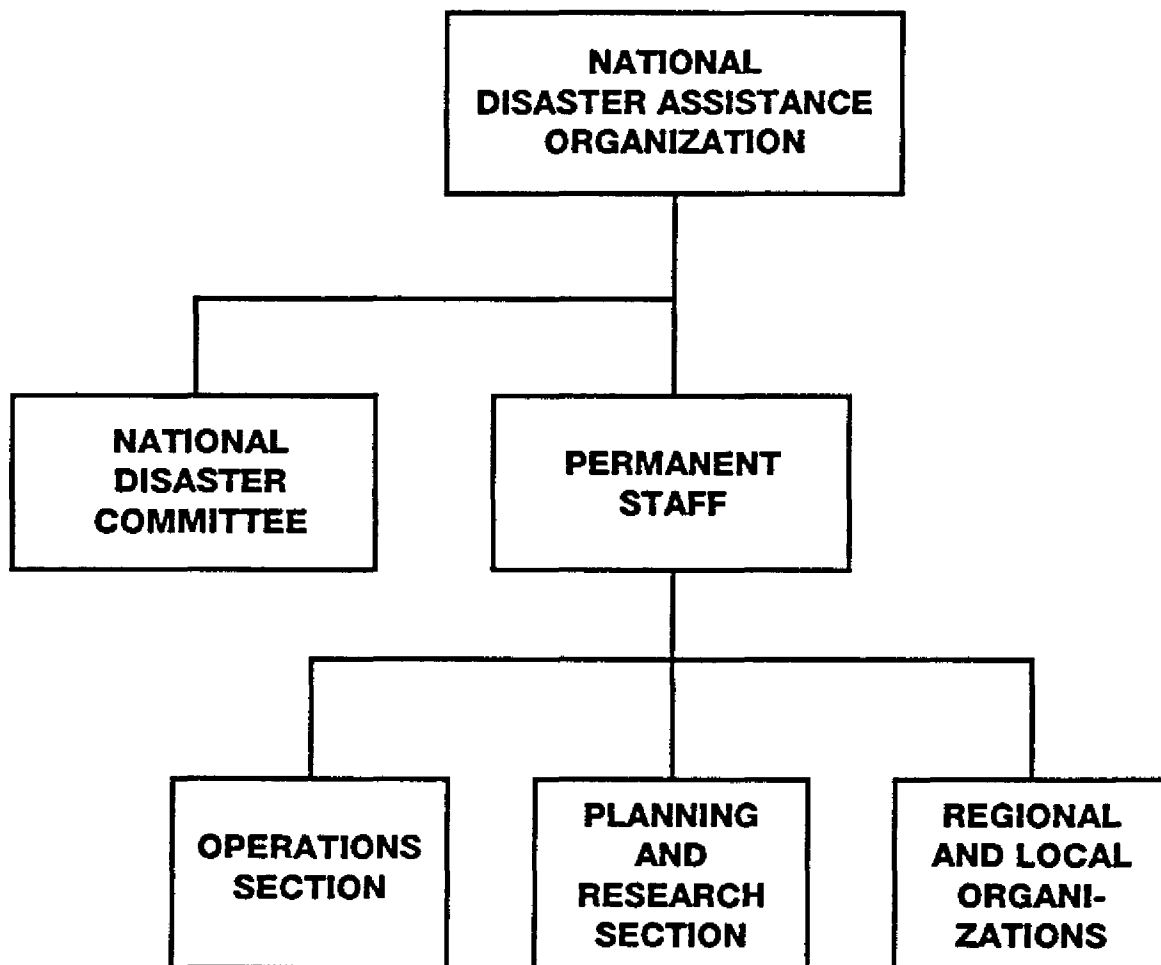 NATIONAL
DISASTER ASSISTANCE
ORGANIZATION
NATIONAL
DISASTER
COMMITTEE
PERMANENT
STAFF
OPERATIONS
SECTION
PLANNING
AND
RESEARCH
SECTION
REGIONAL
AND LOCAL
ORGANI-
ZATIONS